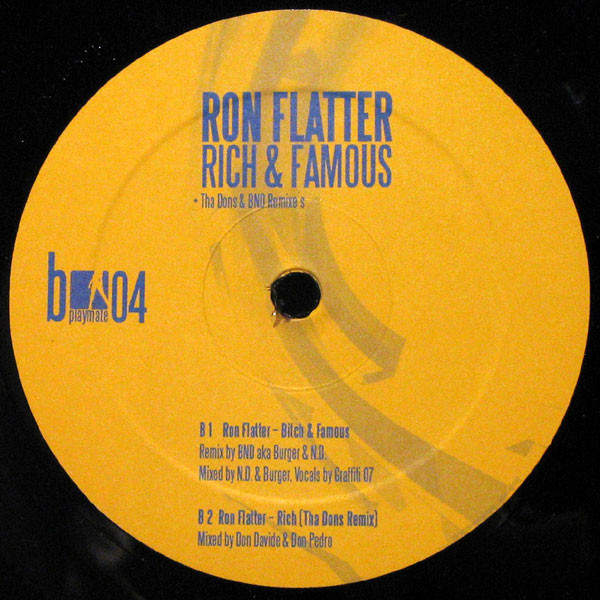 RON FLATTER
RICH & FAMOUS
+ Tha Dons & BND Remixe s
b 04
playmate
B 1 Ron Flatter – Bitch & Famous
Remix by BND aka Burger & N.D.
Mixed by N.D. & Burger, Vocals by Graffiti 07
B 2 Ron Flatter – Rich (Tha Dons Remix)
Mixed by Don Davide & Don Pedro